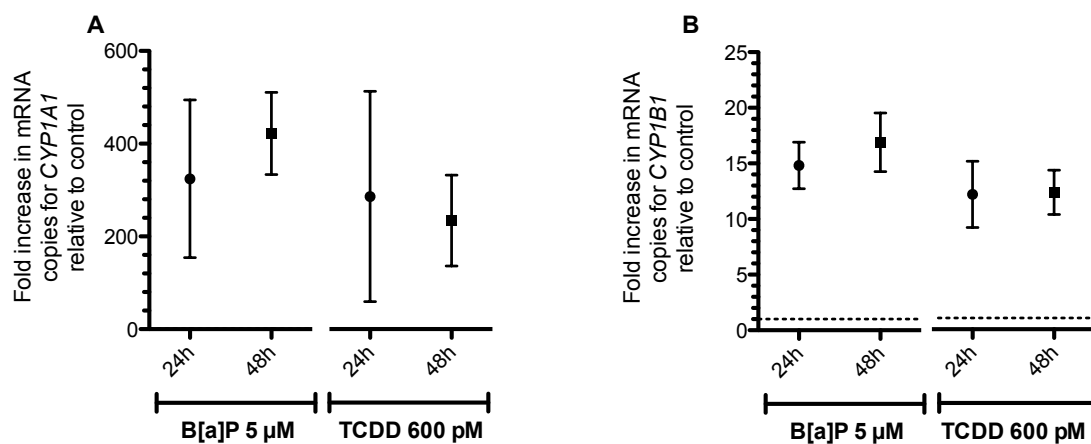 A
Fold increase in mRNA
copies for CYP1A1
relative to control
600
400
200
0
24h
48h
24h
48h
B[a]P 5 µM
TCDD 600 pM
B
Fold increase in mRNA
copies for CYP1B1
relative to control
25
20
15
10
5
0
24h
48h
24h
48h
B[a]P 5 µM
TCDD 600 pM